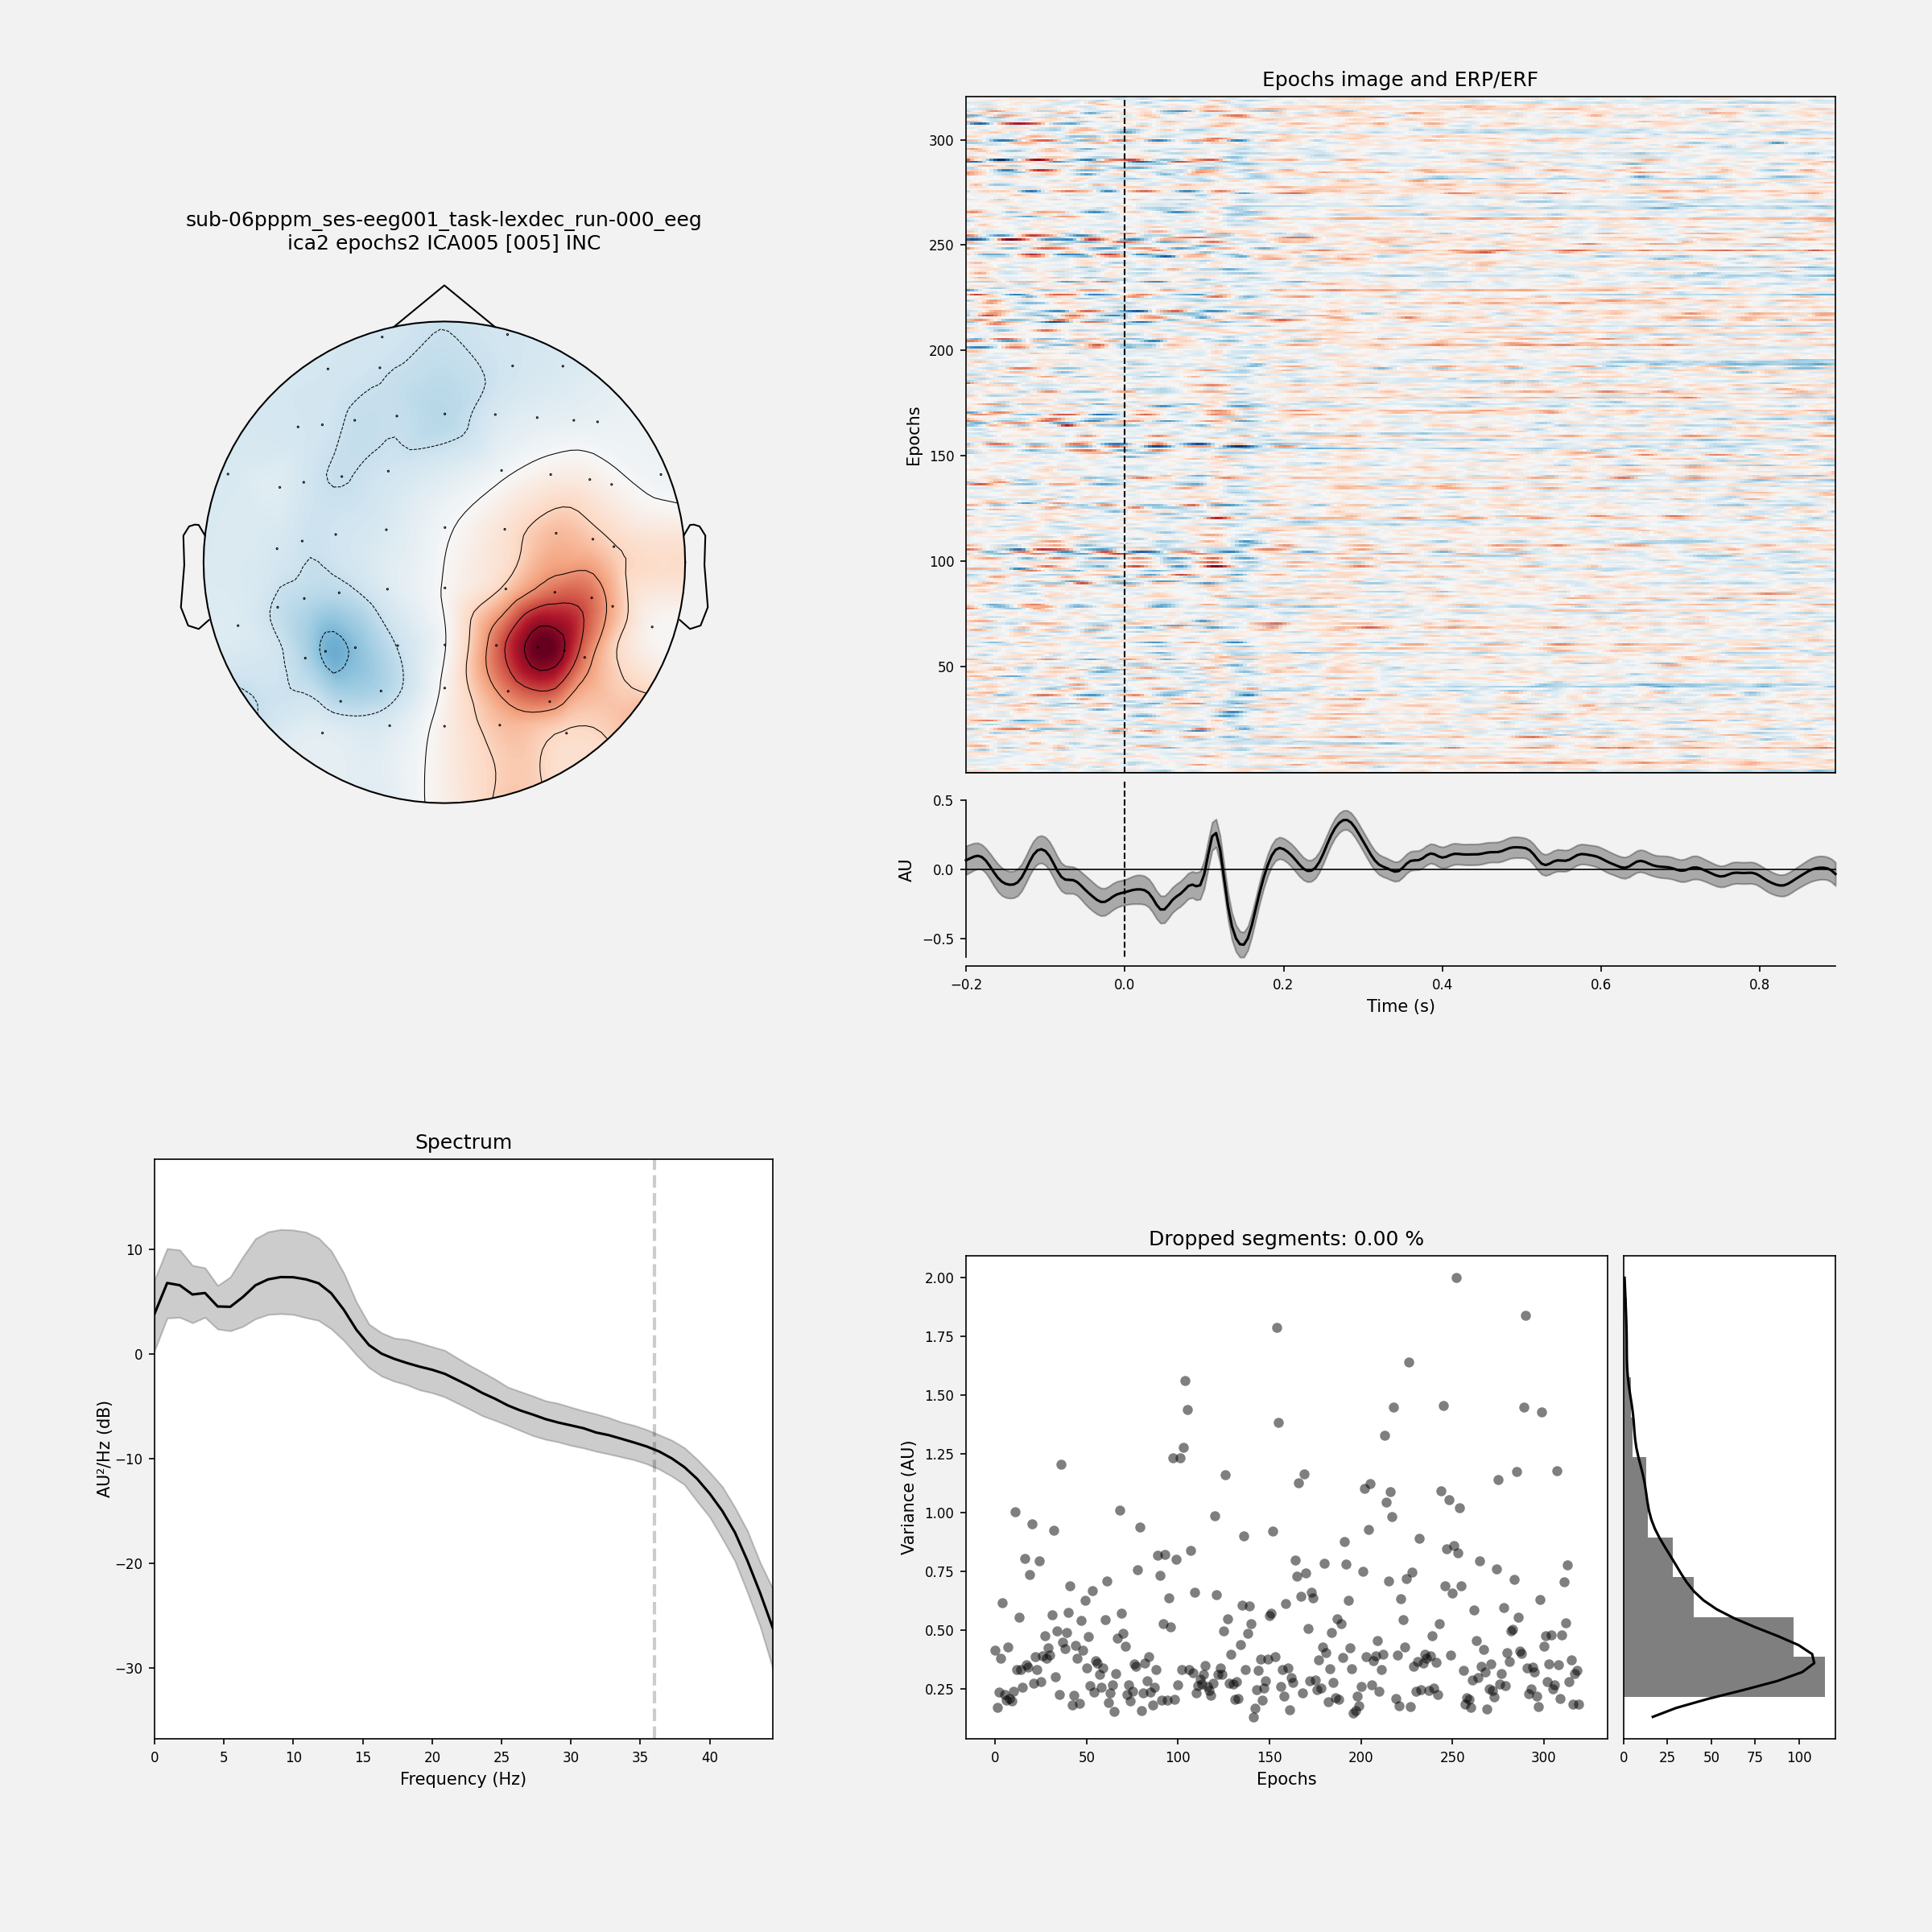 Epochs image and ERP/ERF
sub-06pppm_ses-eeg001_task-lexdec_run-000_eeg
ica2 epochs2 ICA005 [005] INC
300
250
200
150
100
50
Epochs
0.5
0.0
−0.5
AU
−0.2 0.0 0.2 0.4 0.6 0.8
Time (s)
Spectrum
10
0
−10
−20
−30
AU²/Hz (dB)
0 5 10 15 20 25 30 35 40
Frequency (Hz)
Dropped segments: 0.00 %
2.00
1.75
1.50
1.25
1.00
0.75
0.50
0.25
Variance (AU)
0 50 100 150 200 250 300
Epochs
0 25 50 75 100